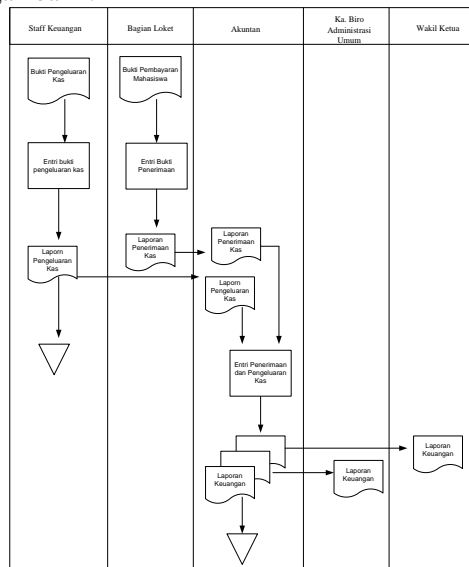 Staff Keuangan
Bagian Loket
Akuntan
Ka. Biro
Administrasi
Umum
Wakil Ketua
Bukti Pengeluaran
Kas
Bukti Pembayaran
Mahasiswa
Entri bukti
pengeluaran kas
Entri Bukti
Penerimaan
Laporn
Pengeluaran
Kas
Laporan
Penerimaan
Kas
Laporan
Penerimaan
Kas
Laporn
Pengeluaran
Kas
Entri Penerimaan
dan Pengeluaran
Kas
Laporan
Keuangan
Laporan
Keuangan
Laporan
Keuangan